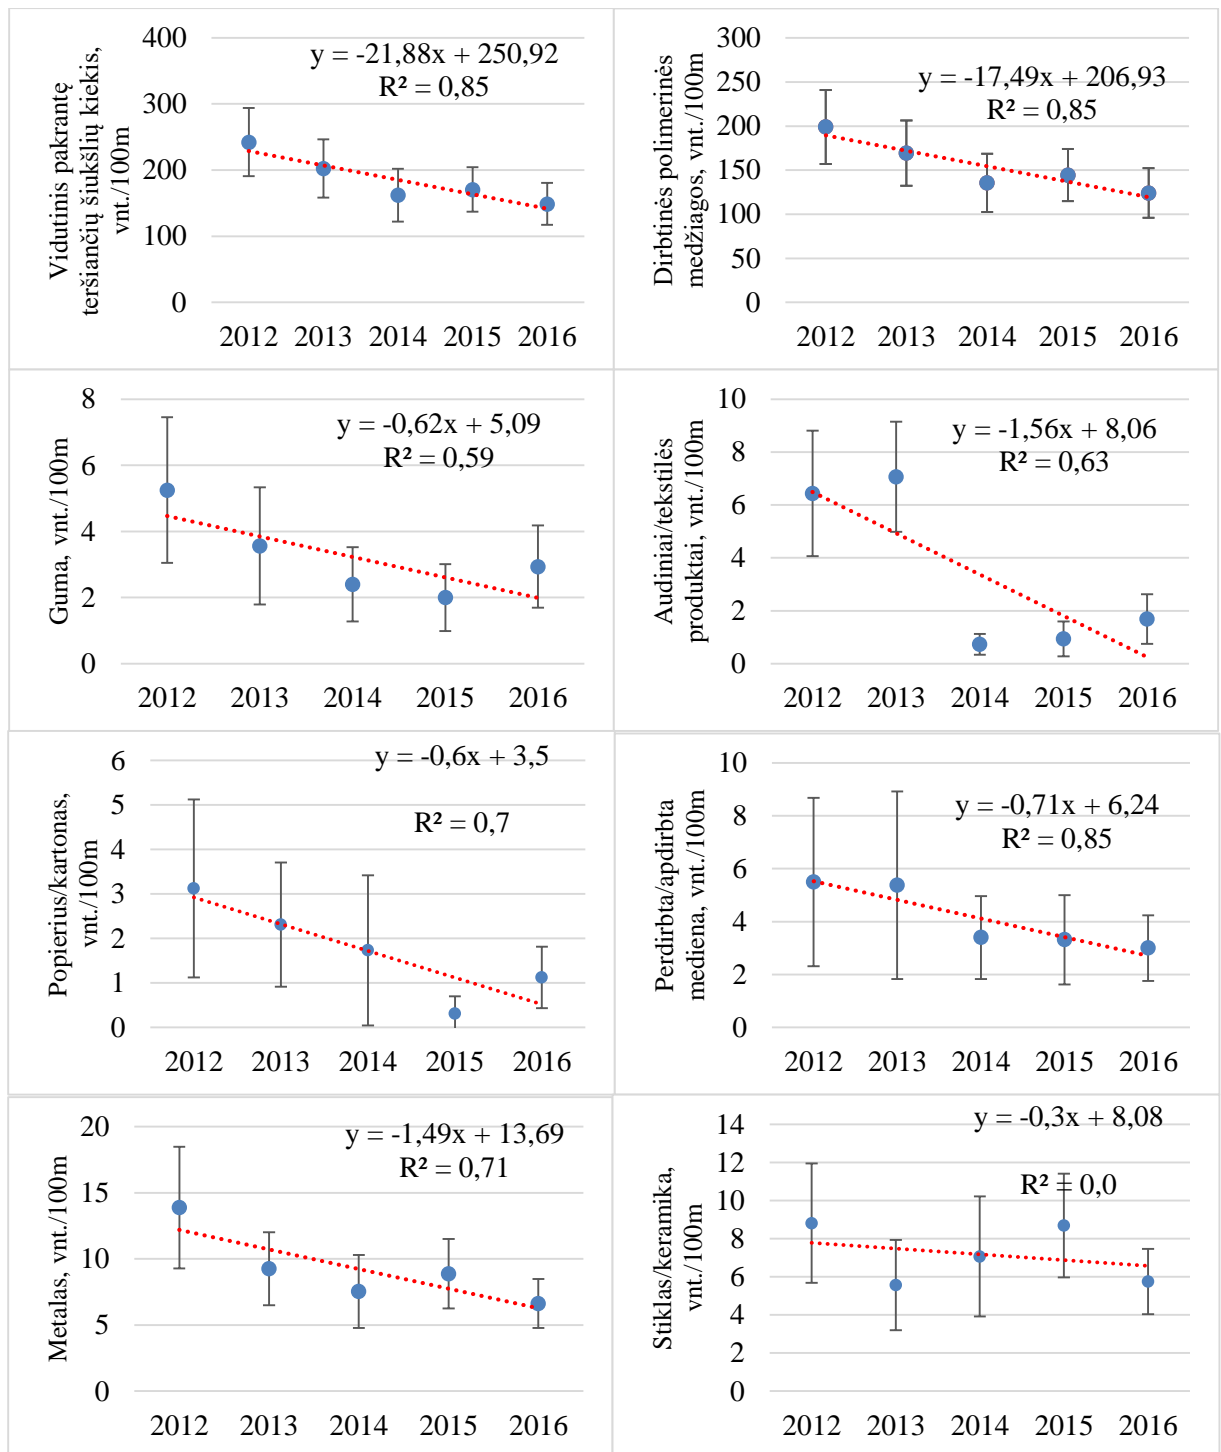 Vidutinis pakrantę
teršiančių šiukšlių kiekis,
vnt./100m
400
300
200
100
0
y = -21,88x + 250,92
R² = 0,85
2012 2013 2014 2015 2016
Dirbtinės polimerinės
medžiagos, vnt./100m
300
250
200
150
100
50
0
y = -17,49x + 206,93
R² = 0,85
2012 2013 2014 2015 2016
Guma, vnt./100m
8
6
4
2
0
y = -0,62x + 5,09
R² = 0,59
2012 2013 2014 2015 2016
Audiniai/tekstilės
produktai, vnt./100m
10
8
6
4
2
0
y = -1,56x + 8,06
R² = 0,63
2012 2013 2014 2015 2016
Popierius/kartonas,
vnt./100m
6
5
4
3
2
1
0
y = -0,6x + 3,5
R² = 0,7
2012 2013 2014 2015 2016
Perdirbta/apdirbta
mediena, vnt./100m
10
8
6
4
2
0
y = -0,71x + 6,24
R² = 0,85
2012 2013 2014 2015 2016
Metalas, vnt./100m
20
15
10
5
0
y = -1,49x + 13,69
R² = 0,71
2012 2013 2014 2015 2016
Stiklas/keramika,
vnt./100m
14
12
10
8
6
4
2
0
y = -0,3x + 8,08
R² = 0,0
2012 2013 2014 2015 2016